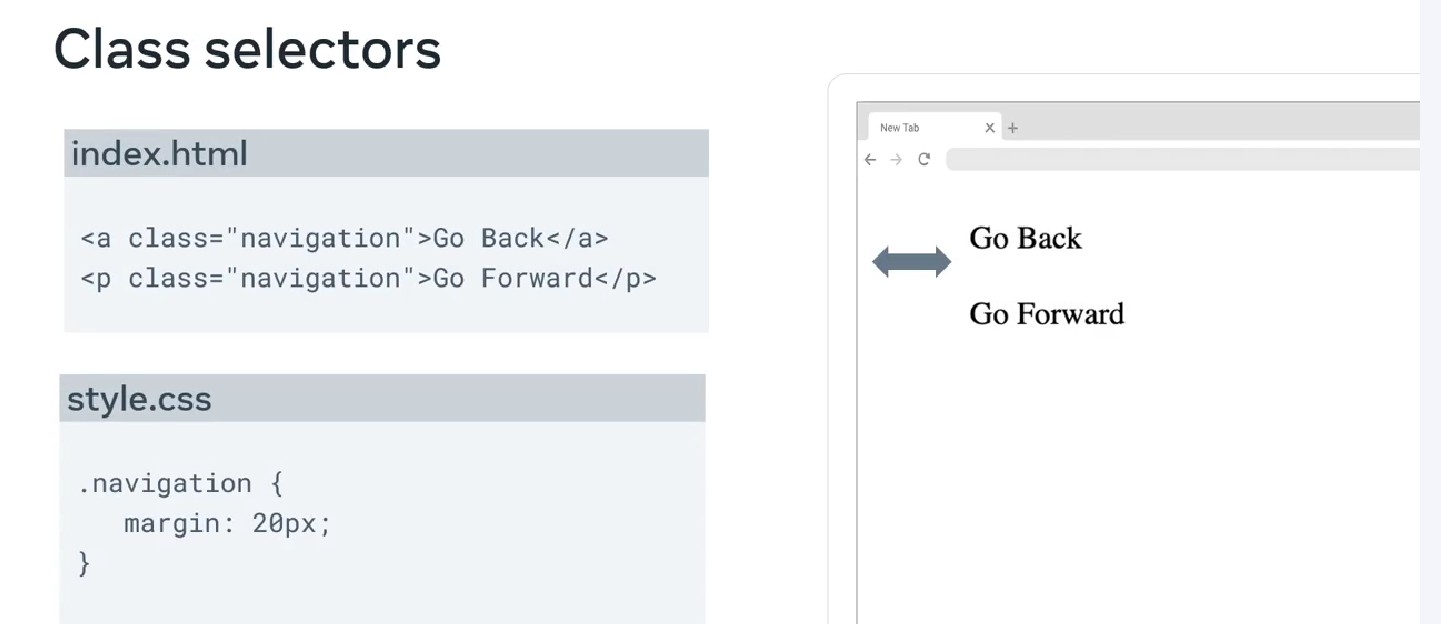 Class selectors
index.html
<a class="navigation">Go Back</a>
<p class="navigation">Go Forward</p>
style.css
.navigation {
margin: 20px;
}
New Tab
Go Back
Go Forward